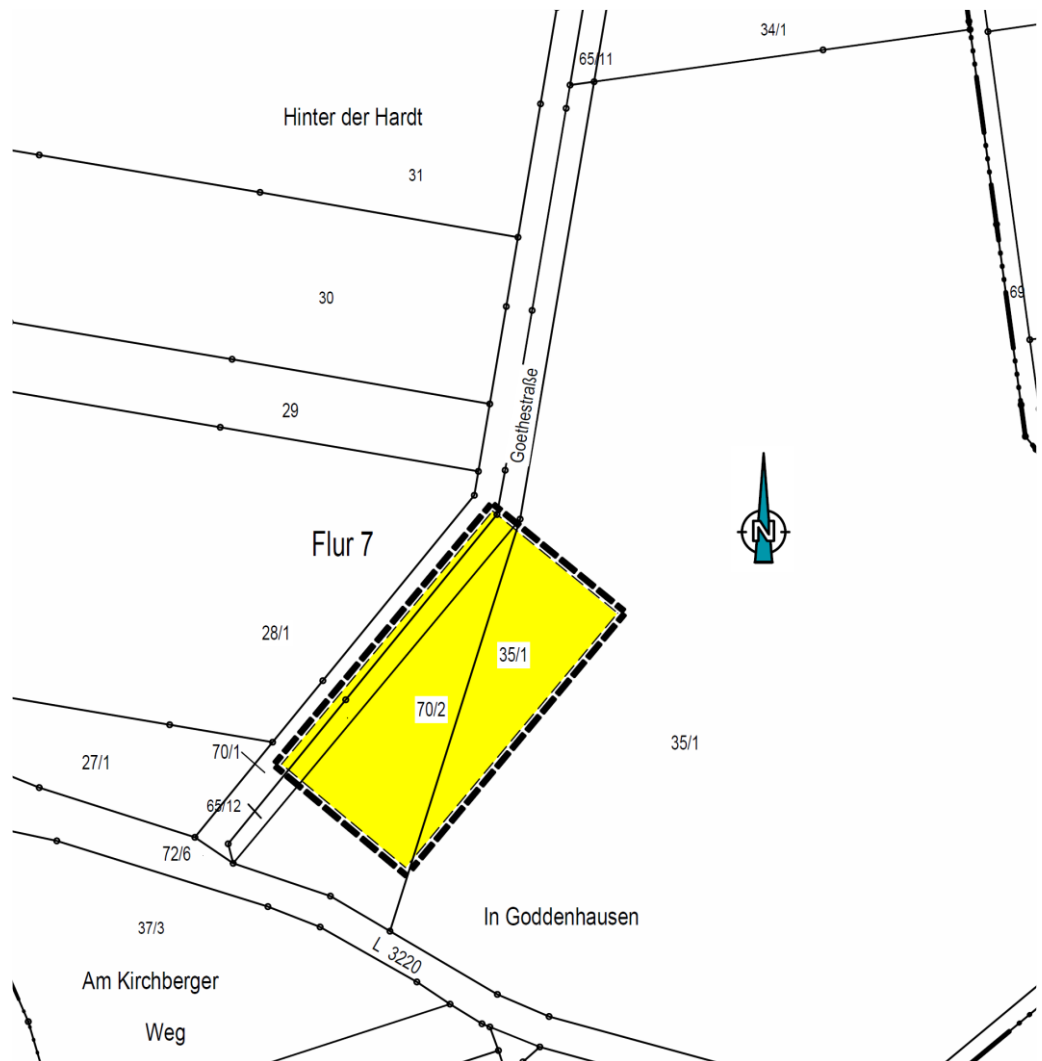 34/1
65/11
Hinter der Hardt
31
30
69
Goethestraße
29
N
Flur 7
28/1
35/1
70/2
35/1
70/1
27/1
65/12
72/6
In Goddenhausen
37/3
L 3220
Am Kirchberger
Weg